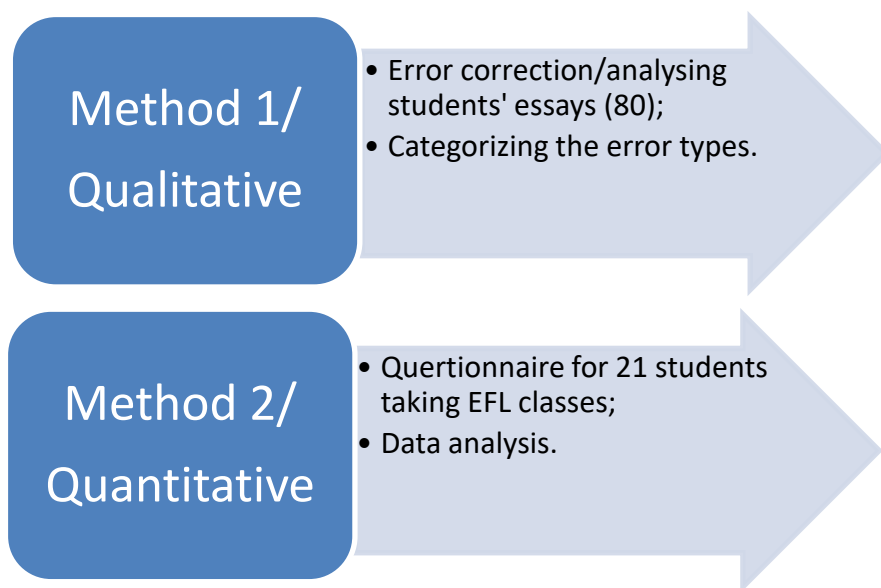 Method 1/
Qualitative
• Error correction/analysing
students' essays (80);
• Categorizing the error types.
Method 2/
Quantitative
• Quertionnaire for 21 students
taking EFL classes;
• Data analysis.